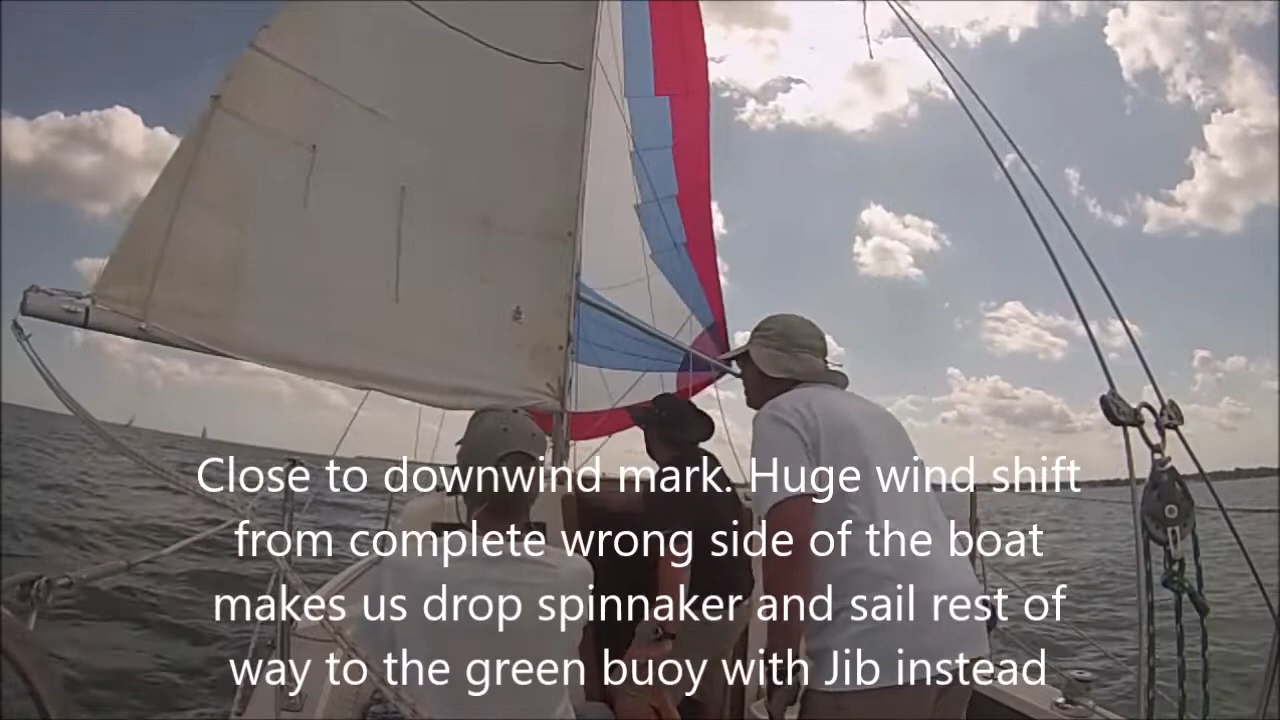 Close to downwind mark. Huge wind shift
from complete wrong side of the boat
makes us drop spinnaker and sail rest of
way to the green buoy with Jib instead